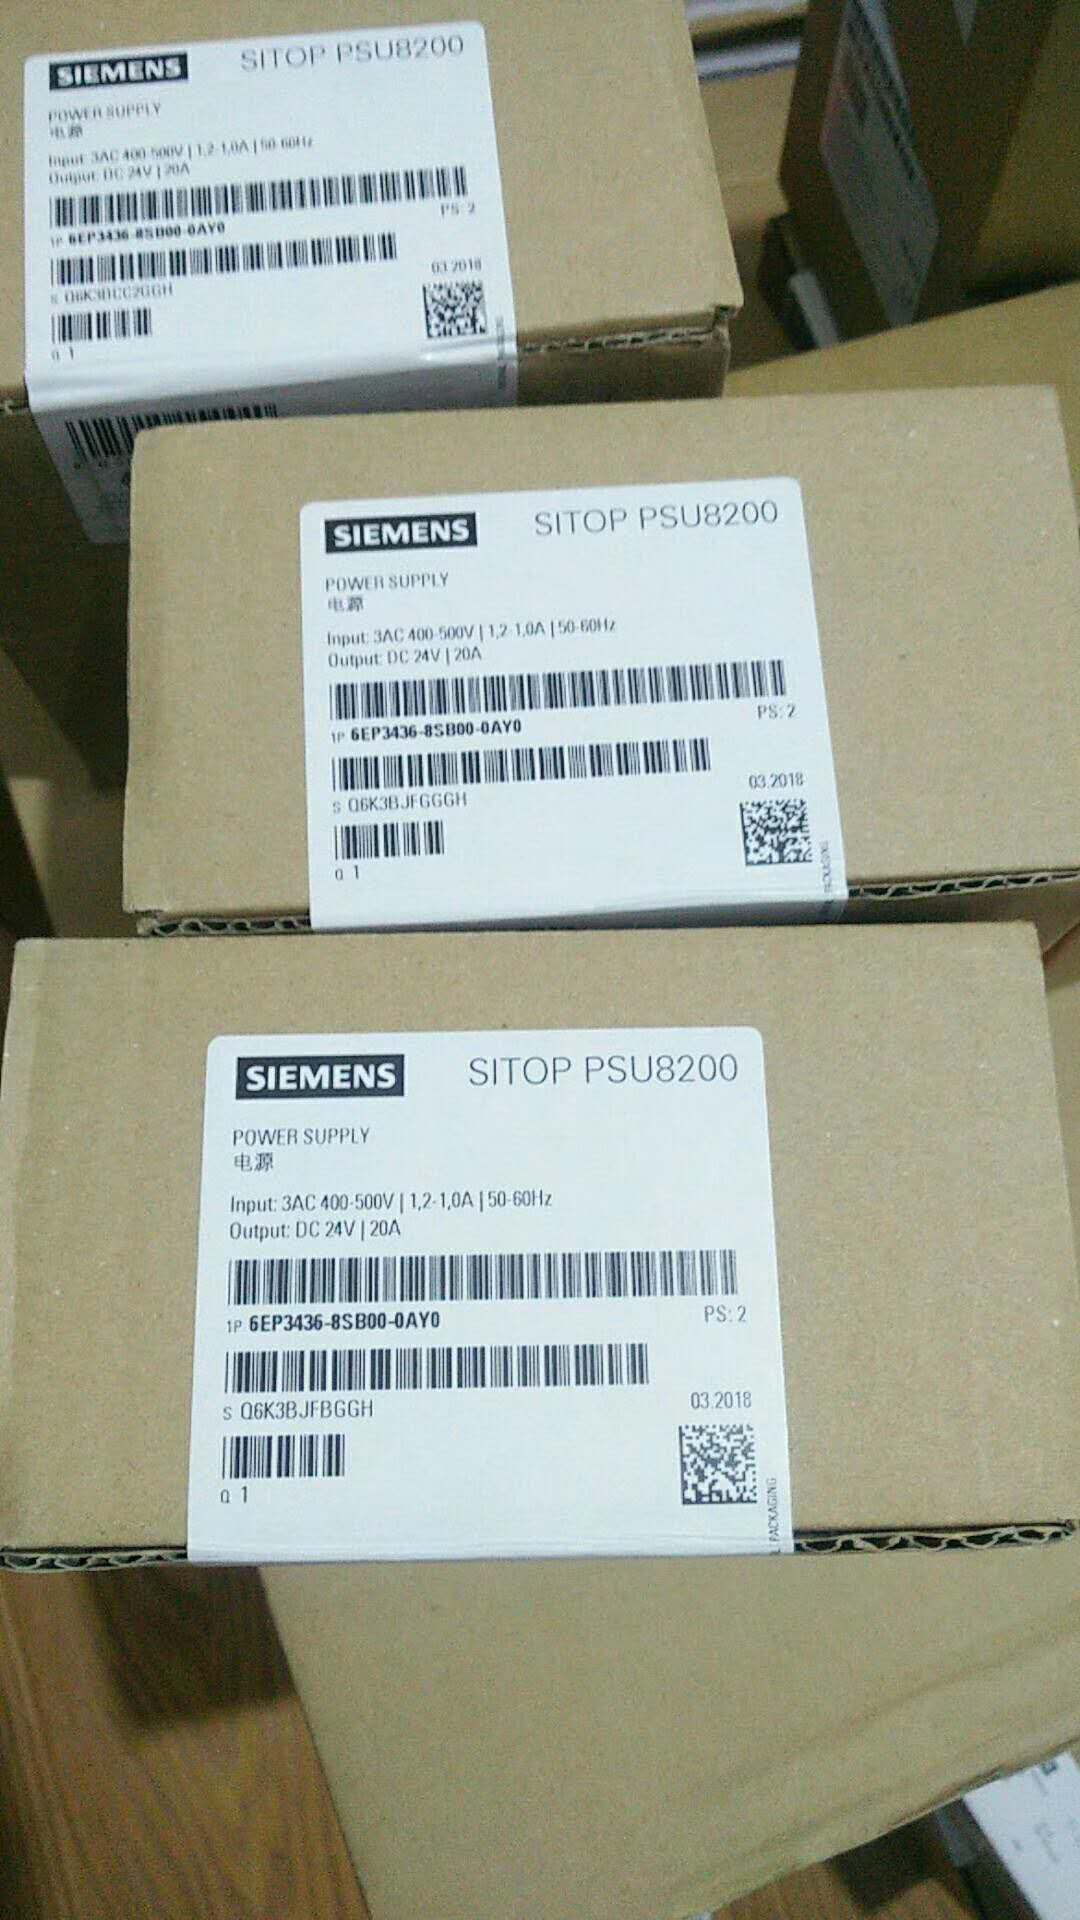 SIEMENS SITOP PSU8200
POWER SUPPLY
电源
Input: 3AC 400-500V | 1,2-1,0A | 50-60Hz
Output: DC 24V | 20A
PS: 2
1P 6EP3436-8SB00-0AY0
03.2018
S Q6K3BCC2GGH
Q 1
SIEMENS SITOP PSU8200
POWER SUPPLY
电源
Input: 3AC 400-500V | 1,2-1,0A | 50-60Hz
Output: DC 24V | 20A
PS: 2
1P 6EP3436-8SB00-0AY0
03.2018
S Q6K3BJFGGGH
Q 1
PACKAGING
SIEMENS SITOP PSU8200
POWER SUPPLY
电源
Input: 3AC 400-500V | 1,2-1,0A | 50-60Hz
Output: DC 24V | 20A
1P 6EP3436-8SB00-0AY0 PS: 2
S Q6K3BJFBGGH 03.2018
Q 1
PACKAGING